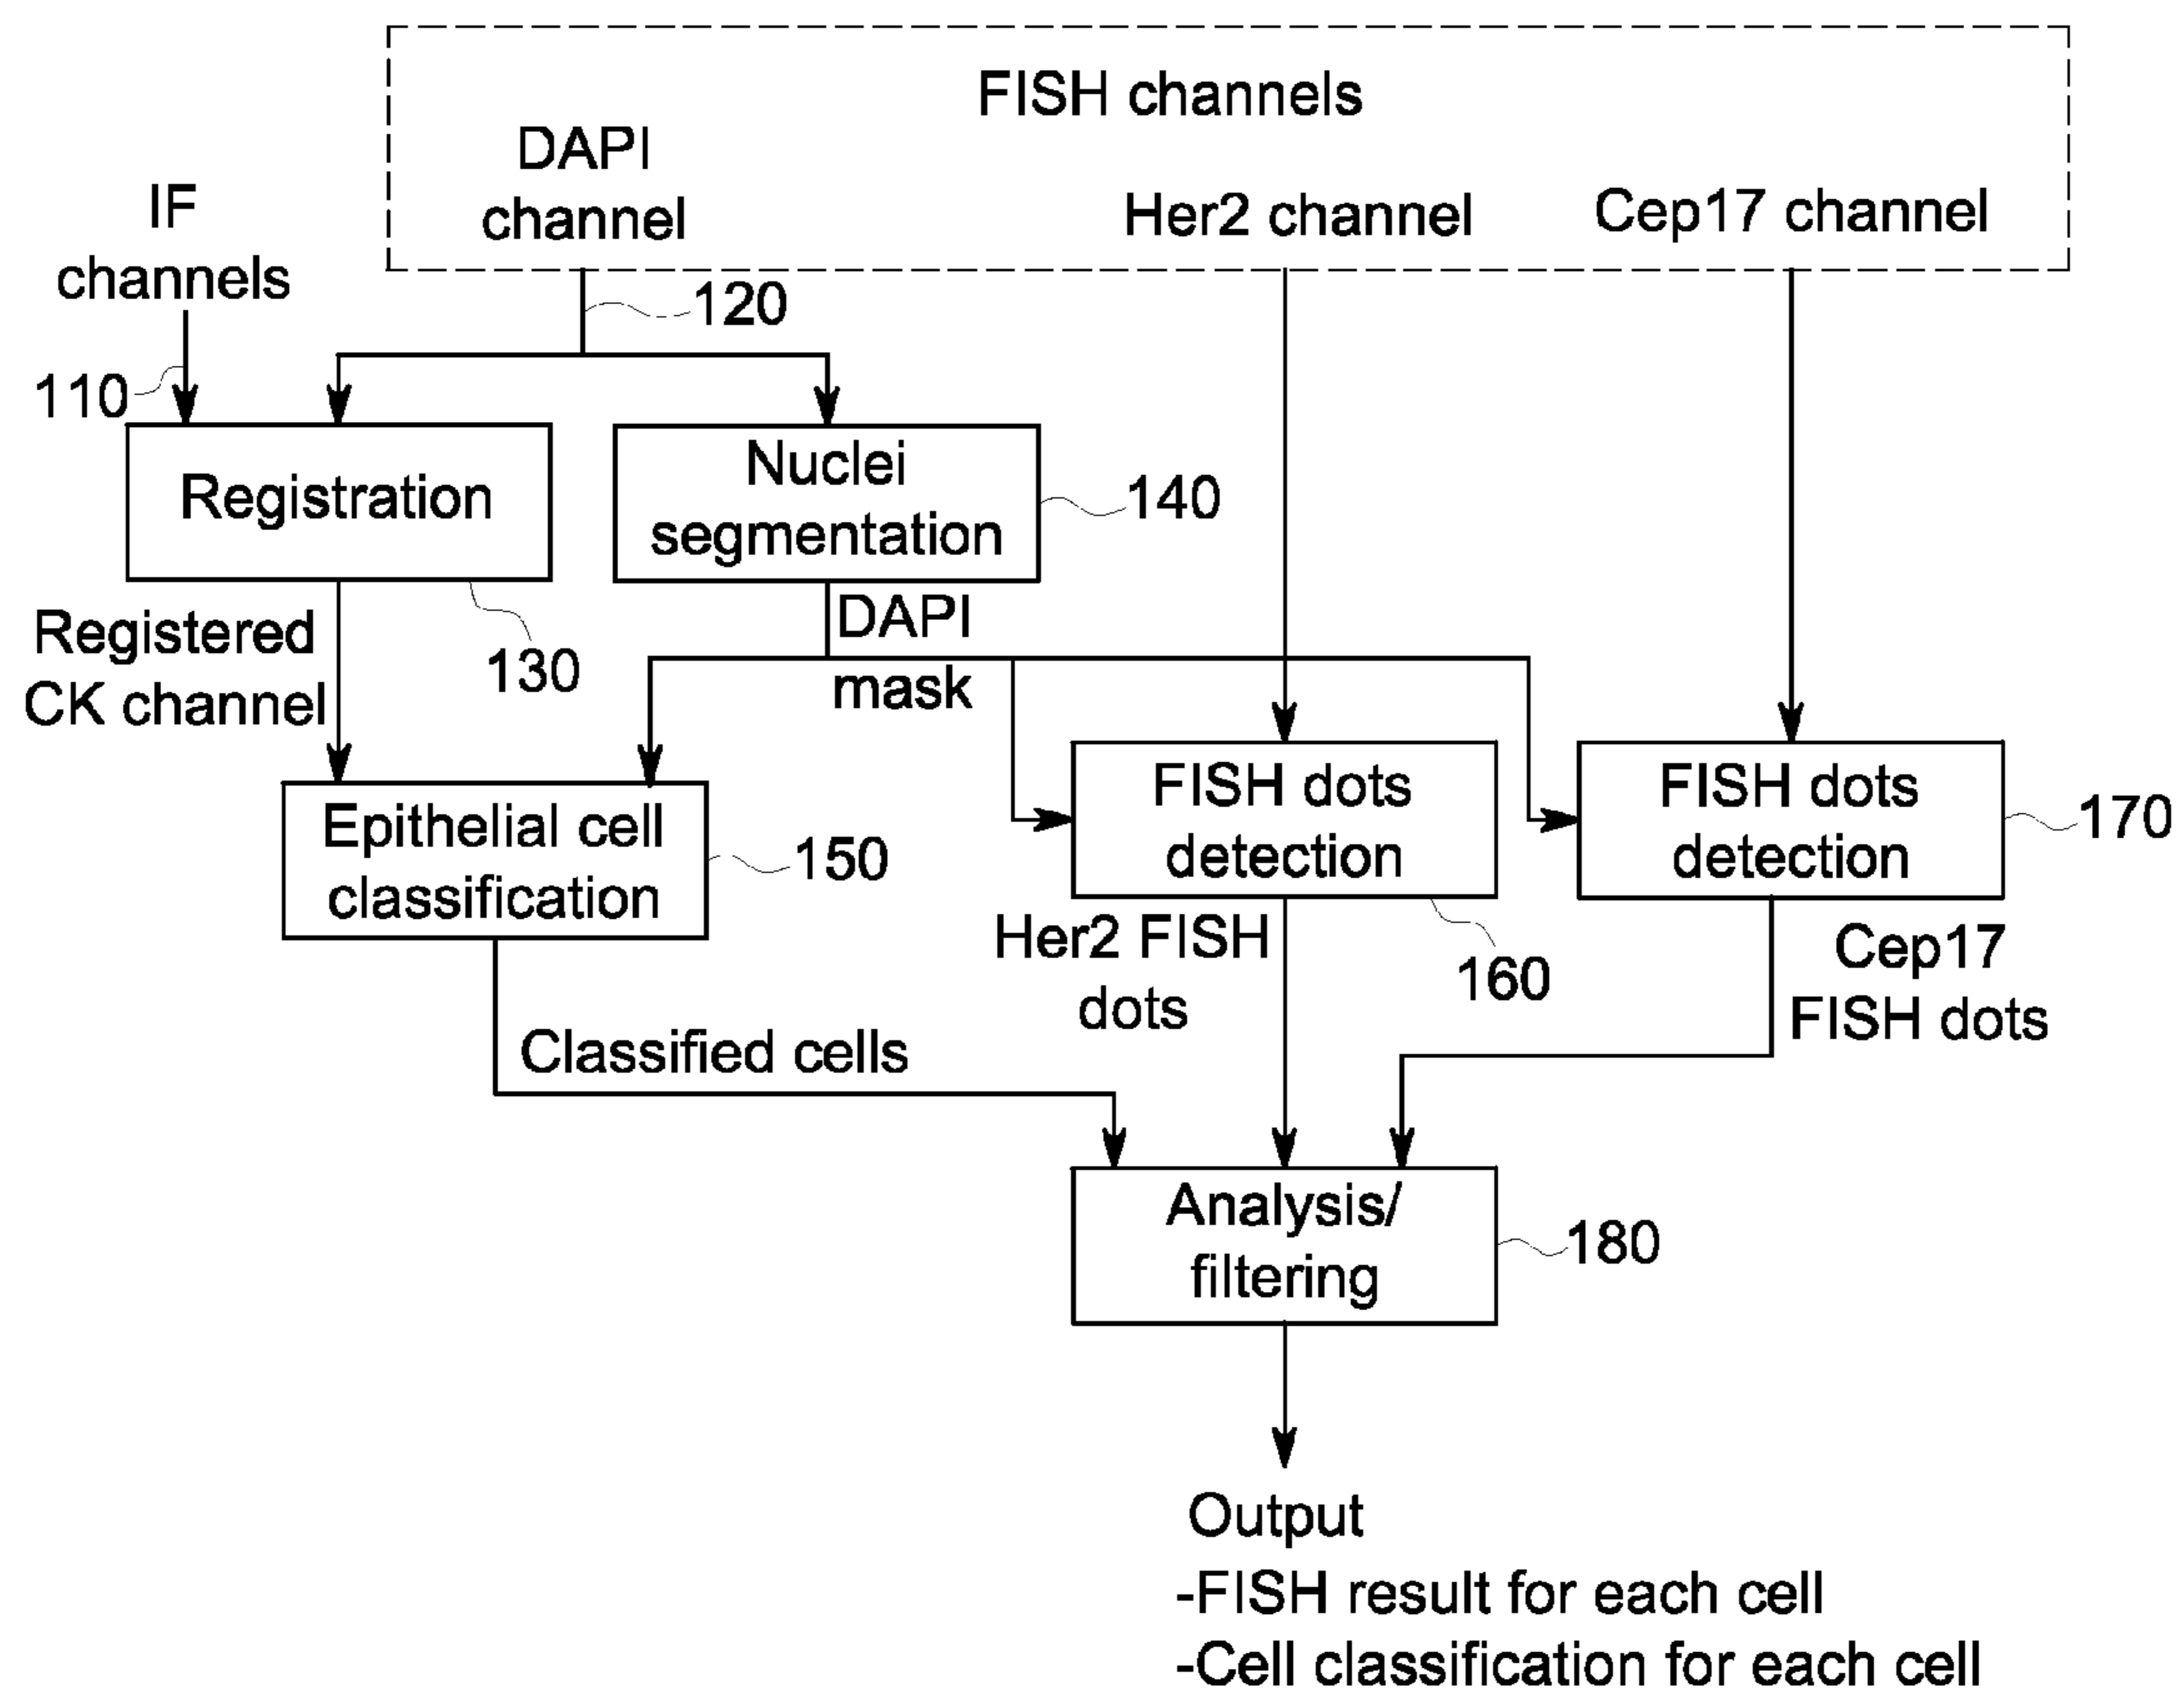 FISH channels
DAPI
channel
Her2 channel
Cep17 channel
IF
channels
120
110
Registration
Nuclei
segmentation
140
130
Registered
CK channel
DAPI
mask
Epithelial cell
classification
150
FISH dots
detection
160
FISH dots
detection
170
Her2 FISH
dots
Cep17
FISH dots
Classified cells
Analysis/
filtering
180
Output
-FISH result for each cell
-Cell classification for each cell